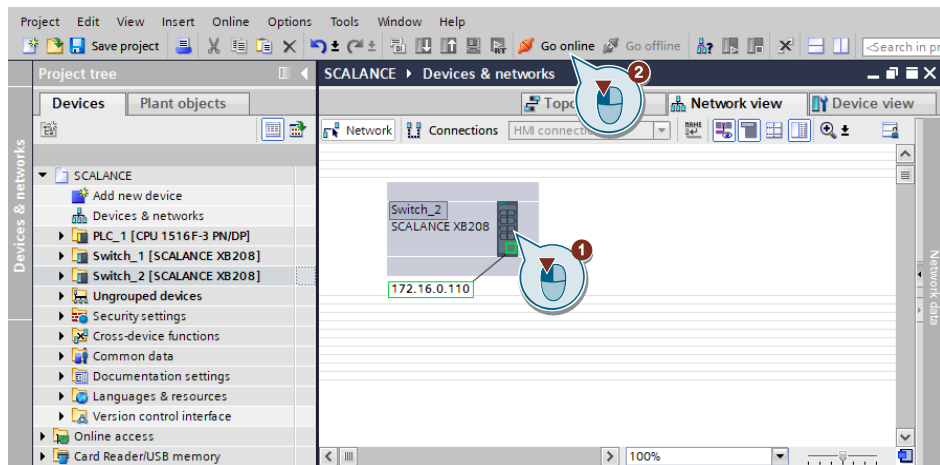 Project Edit View Insert Online Options Tools Window Help
Save project Go online Go offline <Search in pr
Project tree
SCALANCE Devices & networks
2
Devices Plant objects
Topo Network view Device view
Network Connections HMI connectio
NAME
100%
SCALANCE
Add new device
Devices & networks
PLC_1 [CPU 1516F-3 PN/DP]
Switch_1 [SCALANCE XB208]
Switch_2 [SCALANCE XB208]
Ungrouped devices
Security settings
Cross-device functions
Common data
Documentation settings
Languages & resources
Version control interface
Online access
Card Reader/USB memory
Switch_2
SCALANCE XB208
1
172.16.0.110
Devices & networks
Network data